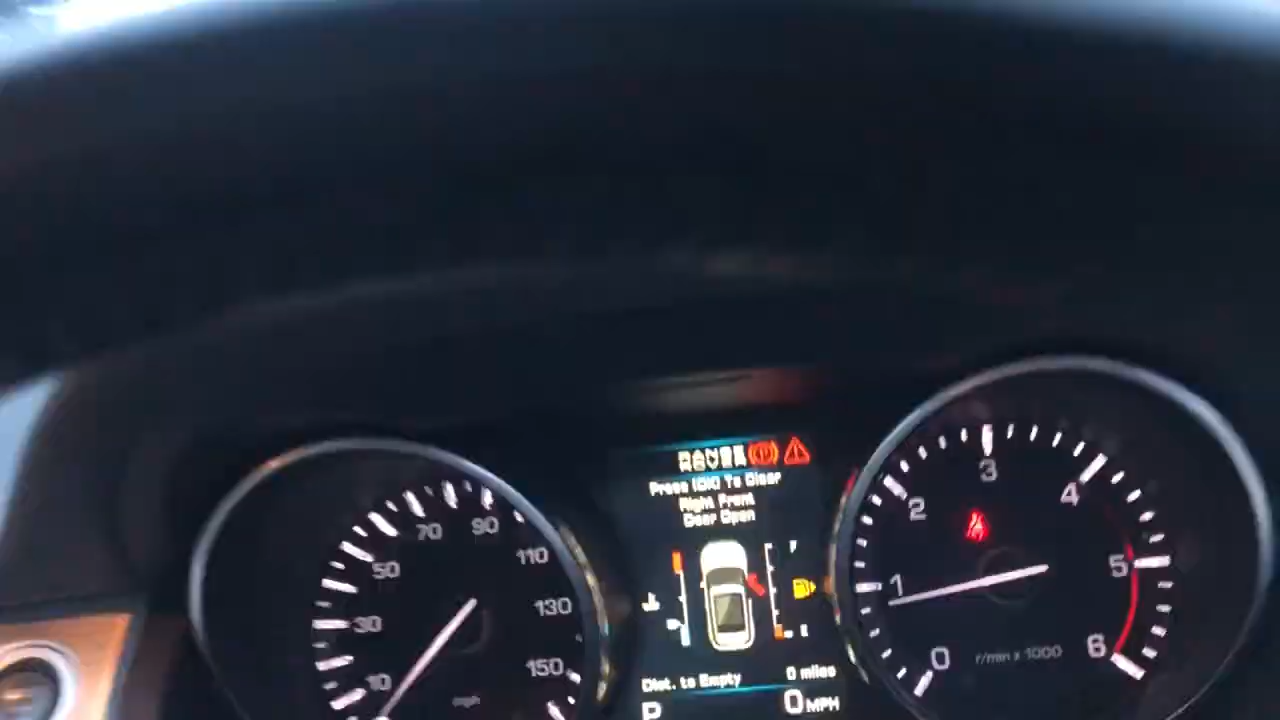 Press (OK) To Clear
Right Front
Door Open
F
E
Dist. to Empty 0 miles
P 0 MPH
10
30
50
70
90
110
130
150
mph
0
1
2
3
4
5
6
r/min x 1000